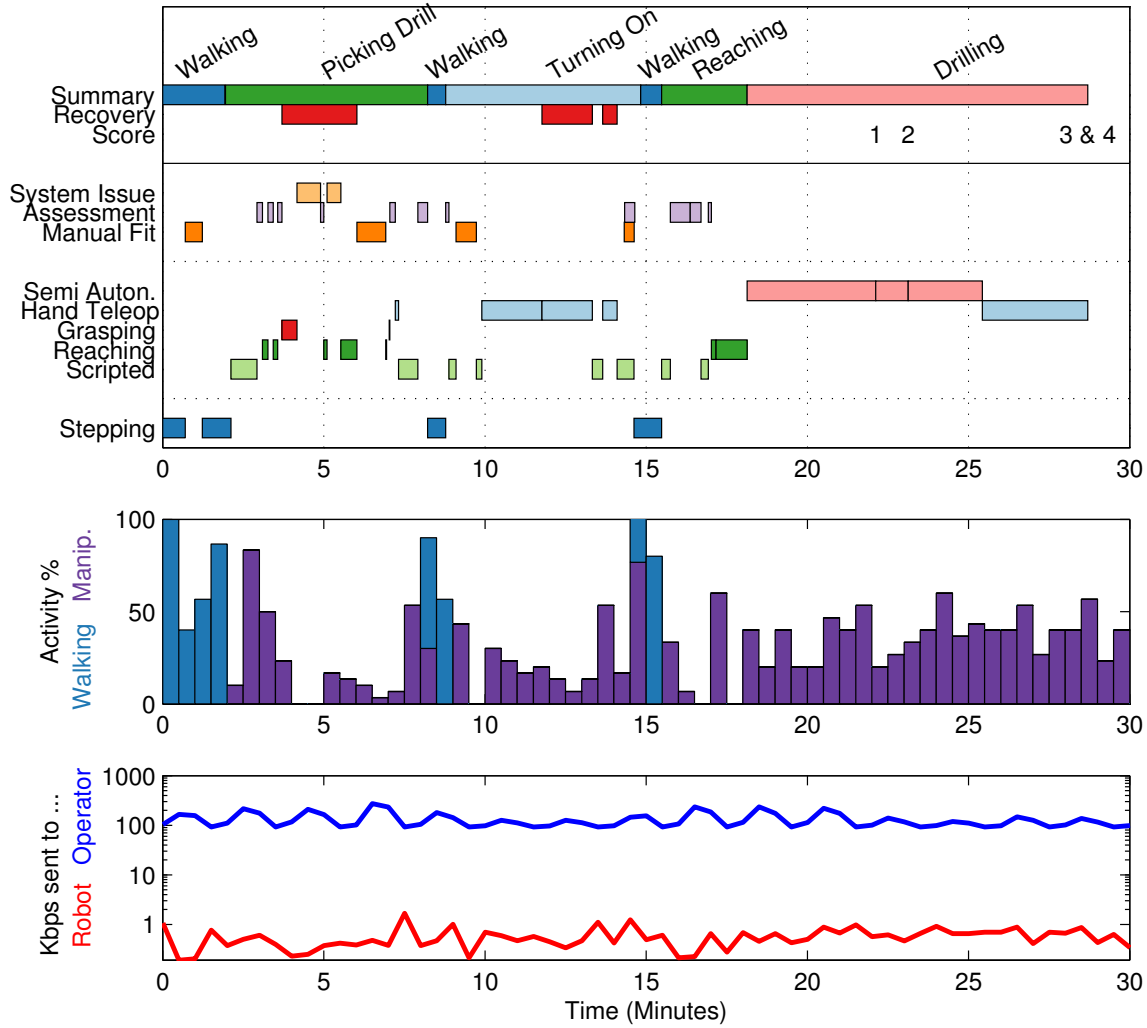 Walking Picking Drill Walking Turning On Walking Reaching Drilling
Summary
Recovery
Score 1 2 3 & 4
System Issue
Assessment
Manual Fit
Semi Auton.
Hand Teleop
Grasping
Reaching
Scripted
Stepping
0 5 10 15 20 25 30
Activity %
Walking Manip.
100
50
0
0 5 10 15 20 25 30
Kbps sent to ...
Robot Operator
1000
100
10
1
0 5 10 15 20 25 30
Time (Minutes)